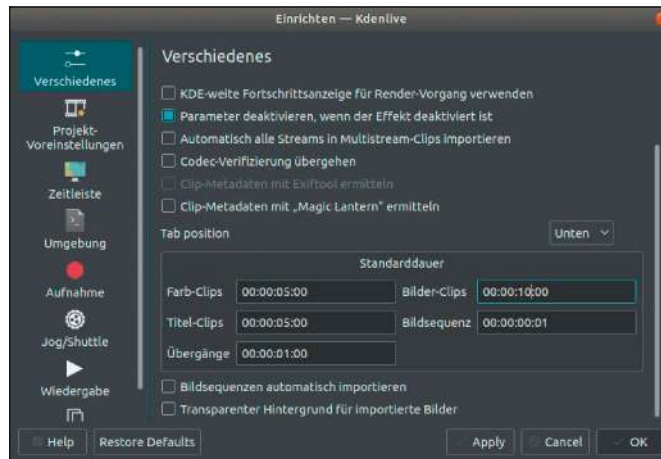 Einrichten — Kdenlive
Verschiedenes
Projekt-
Voreinstellungen
Zeitleiste
Umgebung
Aufnahme
Jog/Shuttle
Wiedergabe
Verschiedenes
KDE-weite Fortschrittsanzeige für Render-Vorgang verwenden
Parameter deaktivieren, wenn der Effekt deaktiviert ist
Automatisch alle Streams in Multistream-Clips importieren
Codec-Verifizierung übergehen
Clip-Metadaten mit Exiftool ermitteln
Clip-Metadaten mit „Magic Lantern" ermitteln
Tab position Unten
Standarddauer
Farb-Clips 00:00:05:00 Bilder-Clips 00:00:10:00
Titel-Clips 00:00:05:00 Bildsequenz 00:00:00:01
Übergänge 00:00:01:00
Bildsequenzen automatisch importieren
Transparenter Hintergrund für importierte Bilder
Help Restore Defaults Apply Cancel OK